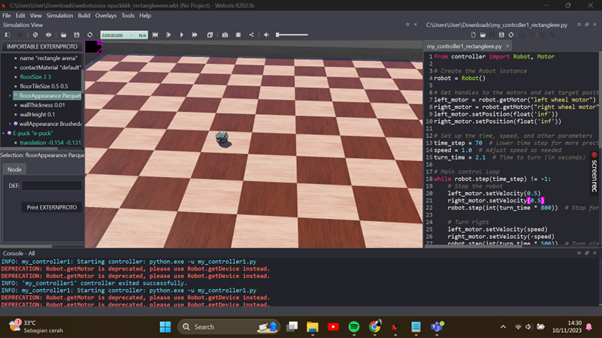 C:\Users\User\Downloads\webotsssss epuckkkk_rectangleeee.wbt (No Project) - Webots R2023b
File Edit View Simulation Build Overlays Tools Help
Simulation View
C:\Users\User\Downloads\my_controller1_rectangleee.py
0:00:00:000 - N/A
IMPORTABLE EXTERNPROTO
name "rectangle arena"
contactMaterial "default"
floorSize 3 3
floorTileSize 0.5 0.5
floorAppearance Parquet
wallThickness 0.01
wallHeight 0.1
wallAppearance Brushed
E-puck "e-puck"
translation -0.154 -0.131
Selection: floorAppearance Parque
Node
DEF:
Print EXTERNPROTO
my_controller1_rectangleee.py
1 from controller import Robot, Motor
2
3 # Create the Robot instance
4 robot = Robot()
5
6 # Get handles to the motors and set target posit
7 left_motor = robot.getMotor("left wheel motor")
8 right_motor = robot.getMotor("right wheel motor"
9 left_motor.setPosition(float('inf'))
10 right_motor.setPosition(float('inf'))
11
12 # Set up the time, speed, and other parameters
13 time_step = 70 # Lower time step for more preci
14 speed = 1.0 # Adjust speed as needed
15 turn_time = 2.1 # Time to turn (in seconds)
16
17 # Main control Loop
18 while robot.step(time_step) != -1:
19 # Stop the robot
20 left_motor.setVelocity(0.5)
21 right_motor.setVelocity(0.5)
22 robot.step(int(turn_time * 800)) # Stop for
23
24 # Turn right
25 left_motor.setVelocity(speed)
26 right_motor.setVelocity(-speed)
27 robot.step(int(turn_time * 500)) # Turn
screenrec
Console - All
INFO: my_controller1: Starting controller: python.exe -u my_controller1.py
DEPRECATION: Robot.getMotor is deprecated, please use Robot.getDevice instead.
DEPRECATION: Robot.getMotor is deprecated, please use Robot.getDevice instead.
INFO: 'my_controller1' controller exited successfully.
INFO: my_controller1: Starting controller: python.exe -u my_controller1.py
DEPRECATION: Robot.getMotor is deprecated, please use Robot.getDevice instead.
DEPRECATION: Robot.getMotor is deprecated, please use Robot.getDevice instead.
33°C
Sebagian cerah
Search
14:30
10/11/2023